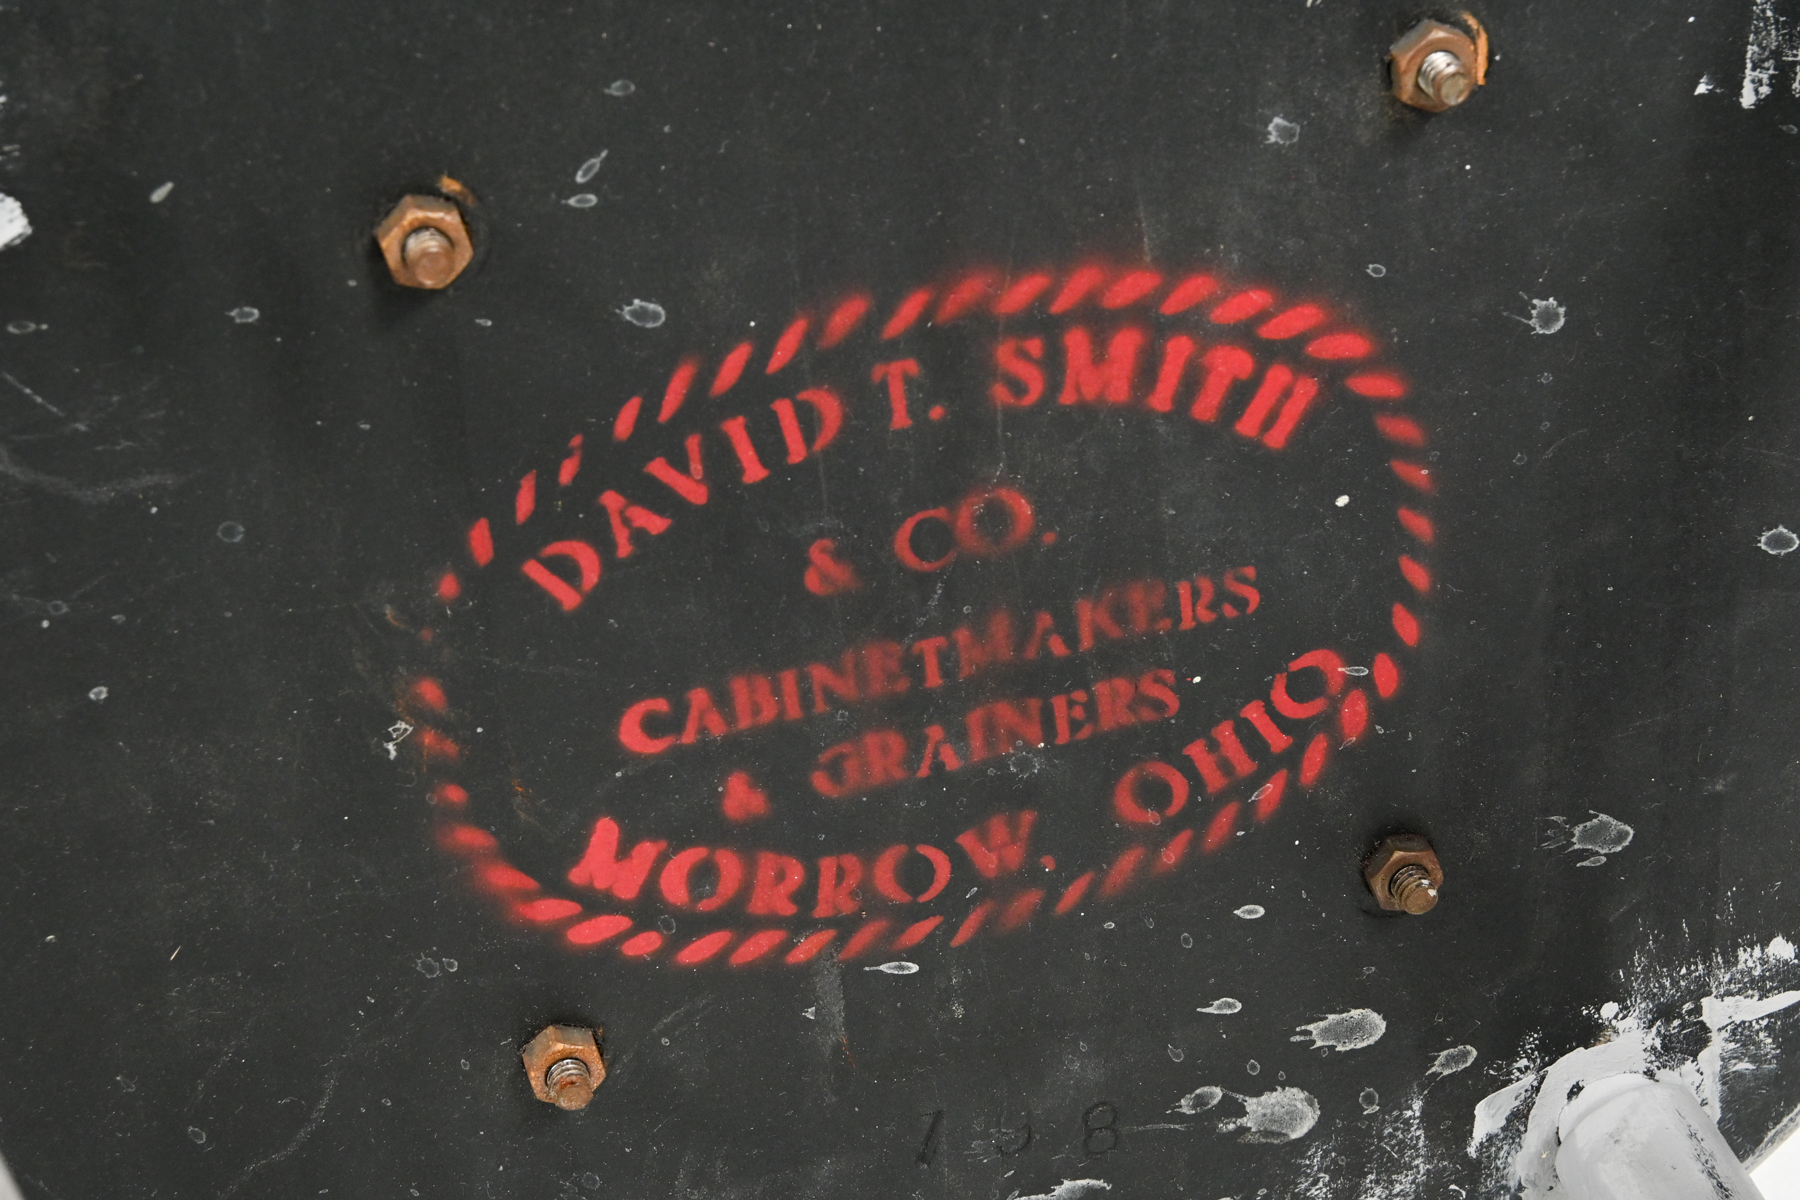 DAVID T. SMITH
& CO.
CABINETMAKERS
& GRAINERS
MORROW, OHIO